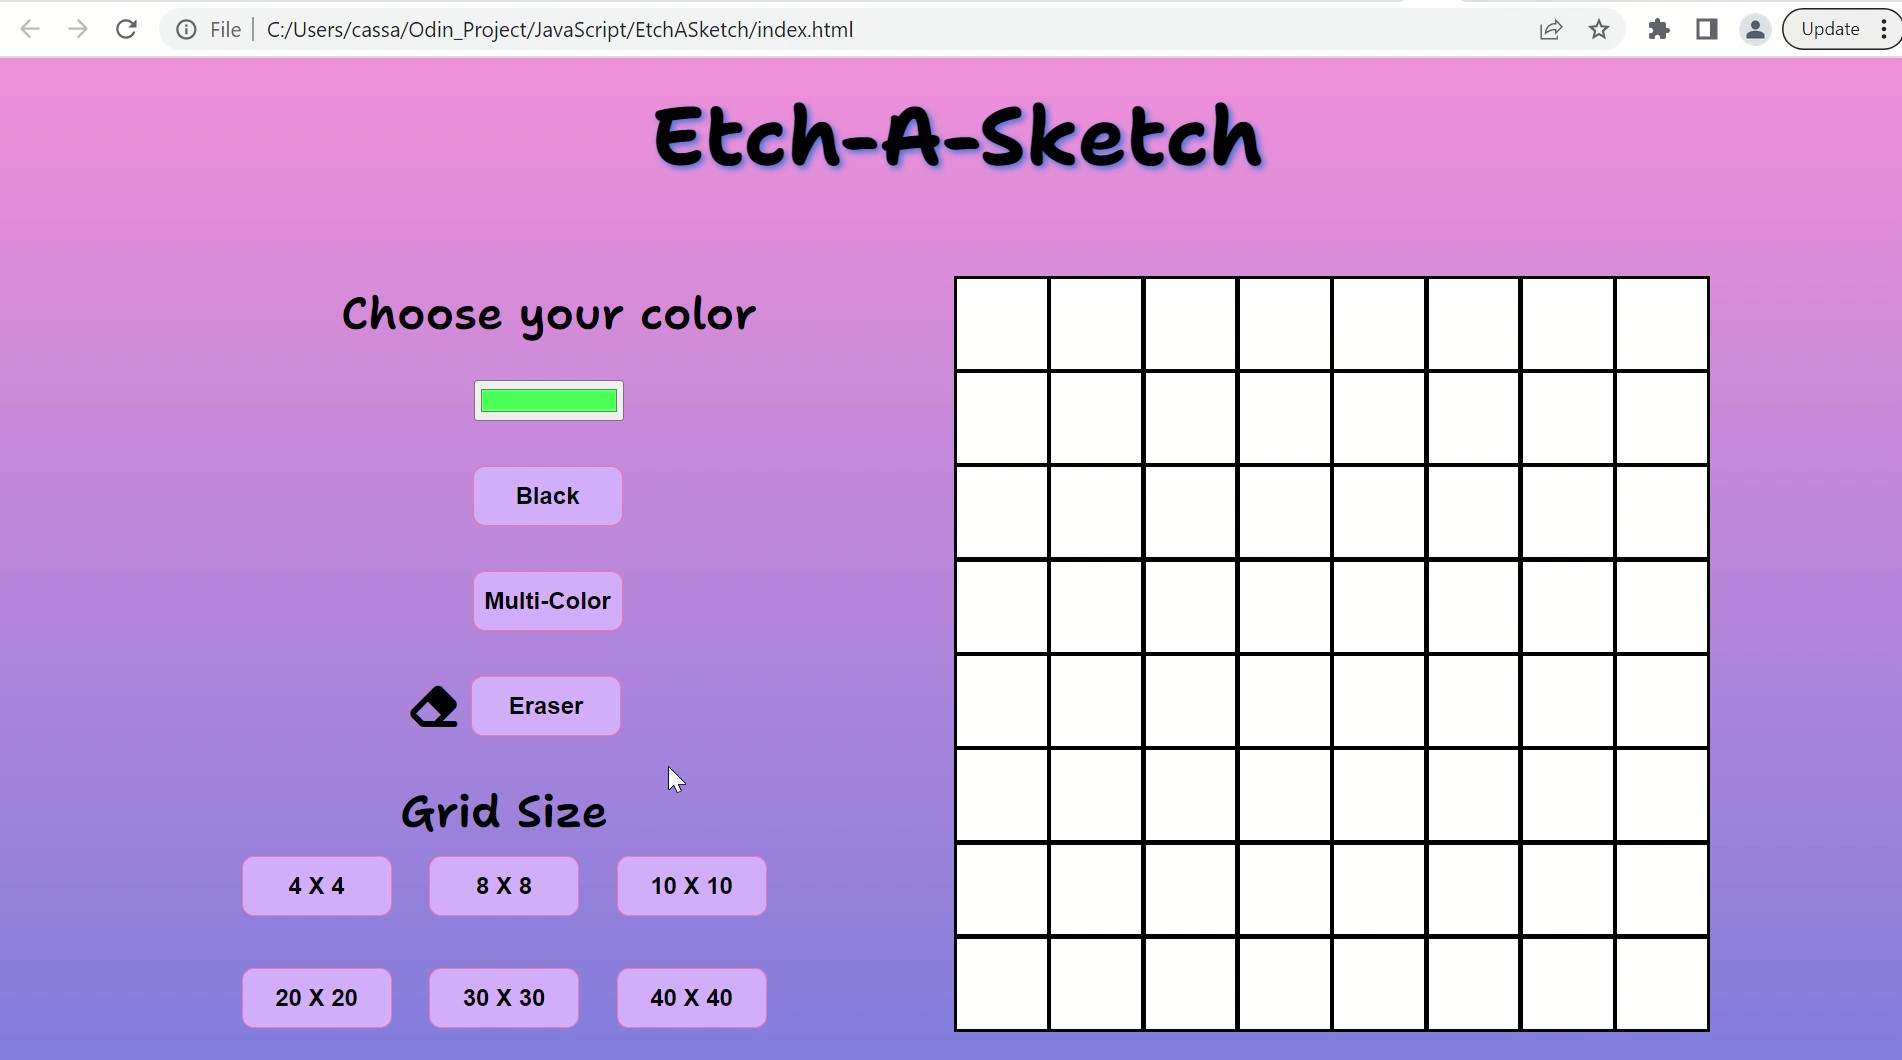 File C:/Users/cassa/Odin_Project/JavaScript/EtchASketch/index.html Update
Etch-A-Sketch
Choose your color
Black
Multi-Color
Eraser
Grid Size
4 X 4 8 X 8 10 X 10
20 X 20 30 X 30 40 X 40